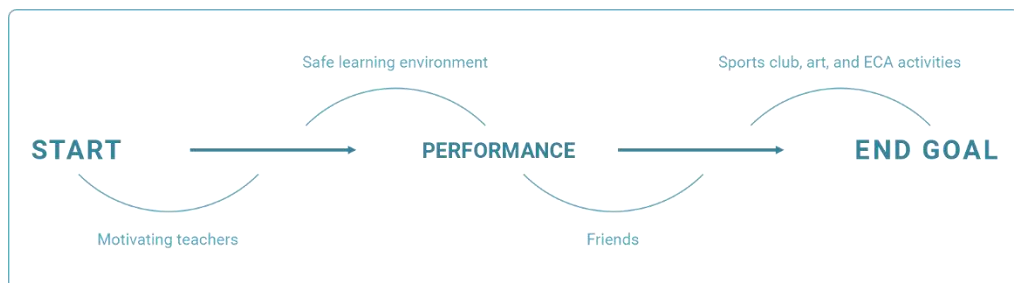 Safe learning environment
Sports club, art, and ECA activities
START
PERFORMANCE
END GOAL
Motivating teachers
Friends